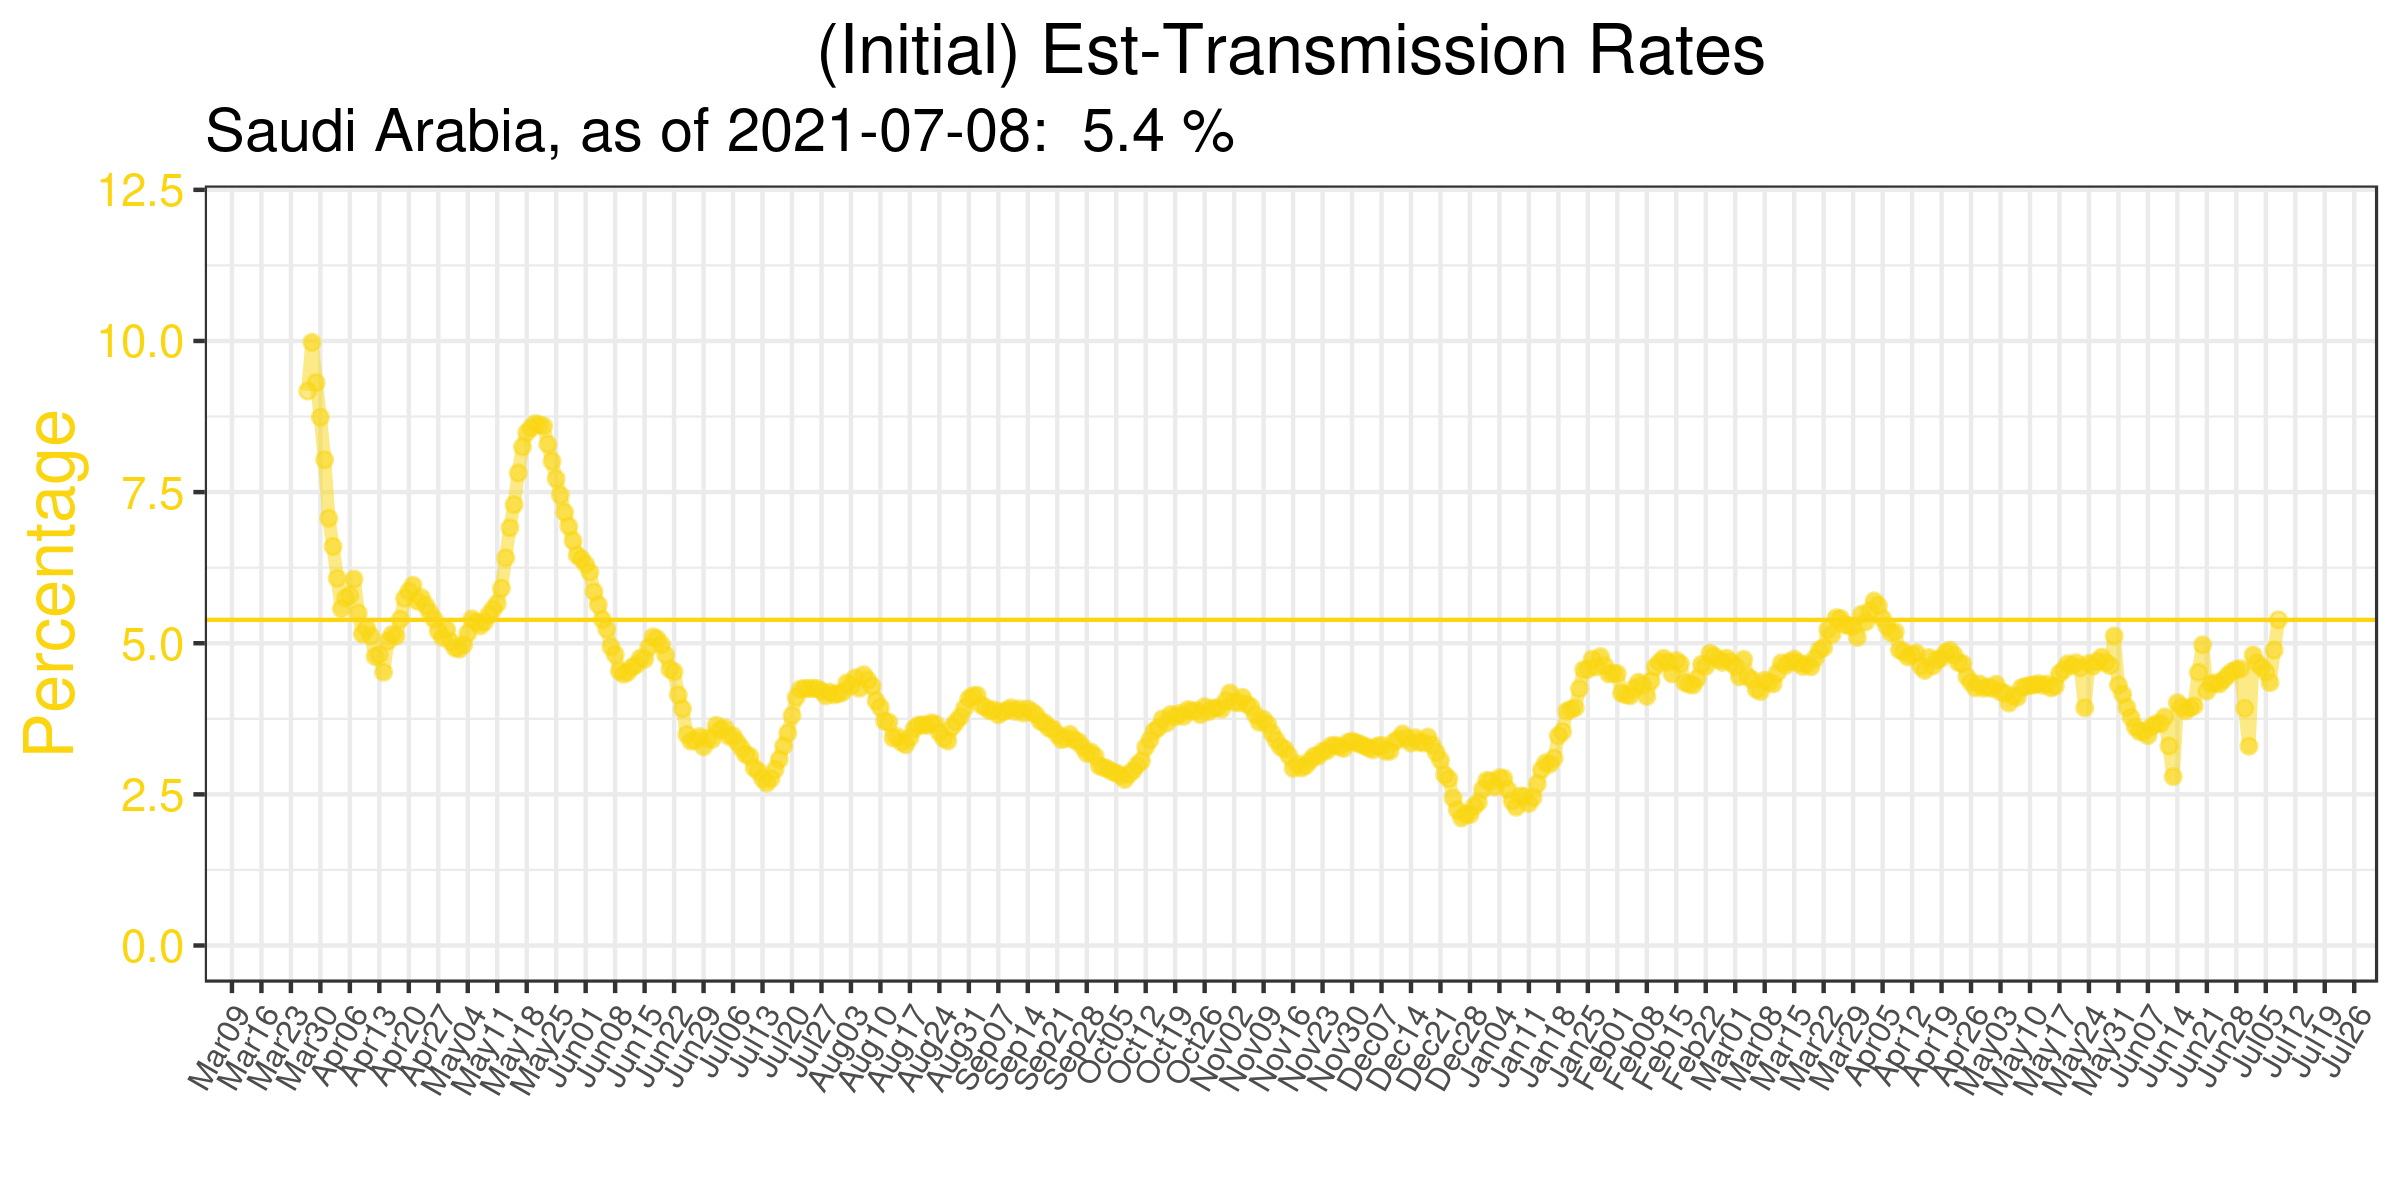 (Initial) Est-Transmission Rates
Saudi Arabia, as of 2021-07-08:  5.4 %
Percentage
12.5
10.0
7.5
5.0
2.5
0.0
Mar09
Mar16
Mar23
Mar30
Apr06
Apr13
Apr20
Apr27
May04
May11
May18
May25
Jun01
Jun08
Jun15
Jun22
Jun29
Jul06
Jul13
Jul20
Jul27
Aug03
Aug10
Aug17
Aug24
Aug31
Sep07
Sep14
Sep21
Sep28
Oct05
Oct12
Oct19
Oct26
Nov02
Nov09
Nov16
Nov23
Nov30
Dec07
Dec14
Dec21
Dec28
Jan04
Jan11
Jan18
Jan25
Feb01
Feb08
Feb15
Feb22
Mar01
Mar08
Mar15
Mar22
Mar29
Apr05
Apr12
Apr19
Apr26
May03
May10
May17
May24
May31
Jun07
Jun14
Jun21
Jun28
Jul05
Jul12
Jul19
Jul26